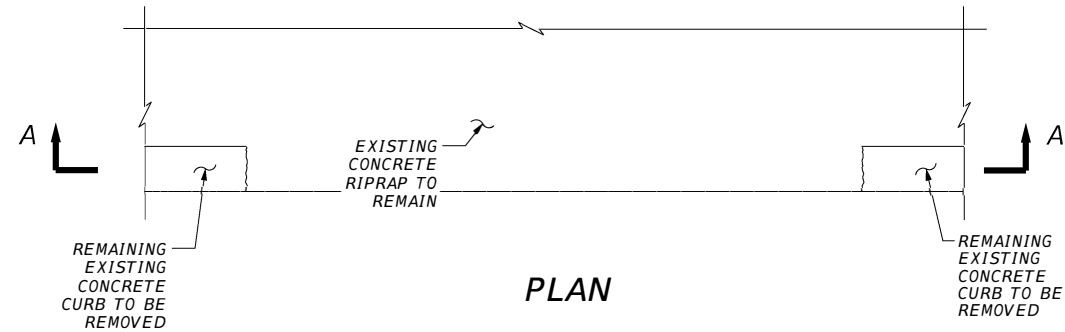 A
A
EXISTING
CONCRETE
RIPRAP TO
REMAIN
REMAINING
EXISTING
CONCRETE
CURB TO BE
REMOVED
REMAINING
EXISTING
CONCRETE
CURB TO BE
REMOVED
PLAN